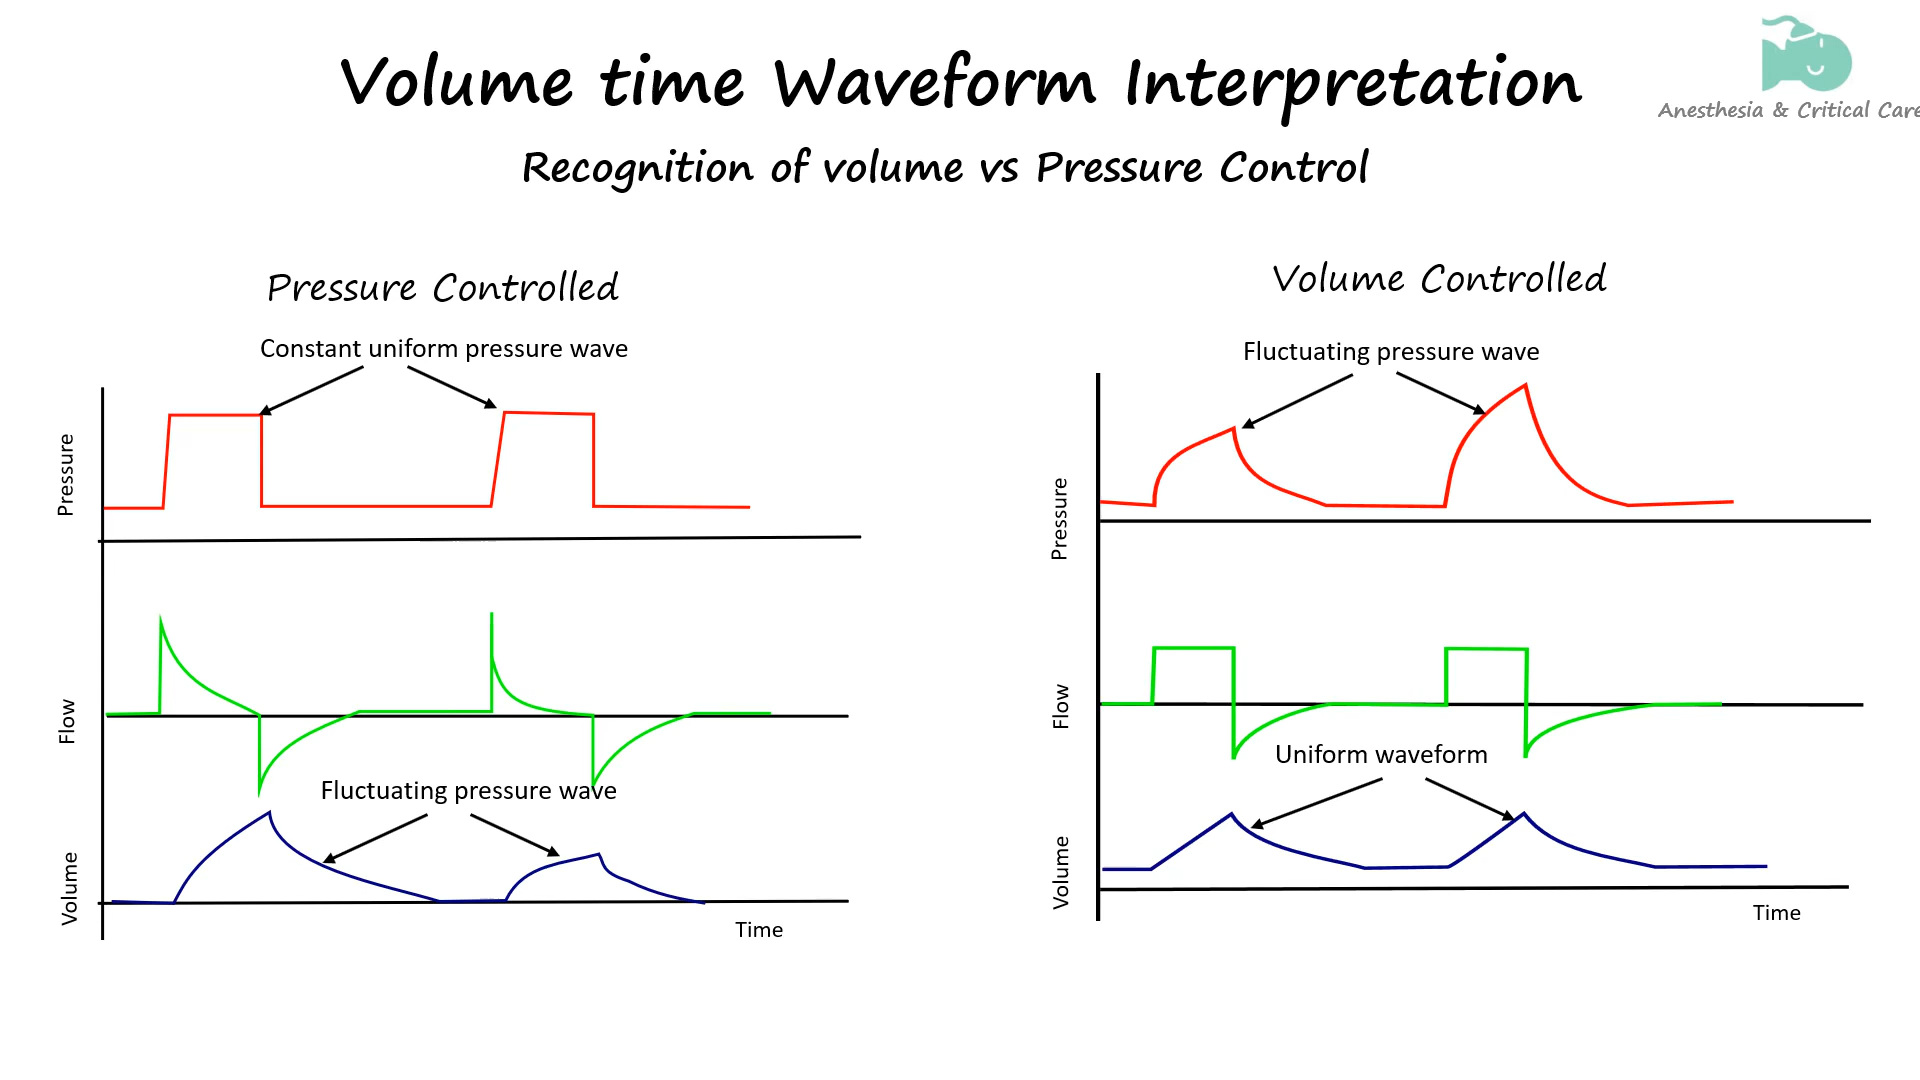 Volume time Waveform Interpretation
Anesthesia & Critical Care
Recognition of volume vs Pressure Control
Pressure Controlled
Constant uniform pressure wave
Pressure
Flow
Fluctuating pressure wave
Volume
Time
Volume Controlled
Fluctuating pressure wave
Pressure
Flow
Uniform waveform
Volume
Time